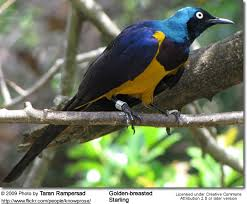 © 2009 Photo by Taran Rampersad
http://www.flickr.com/people/knowprose/
Golden-breasted
Starling
Licensed under Creative Commons
Attribution 2.0 or later version